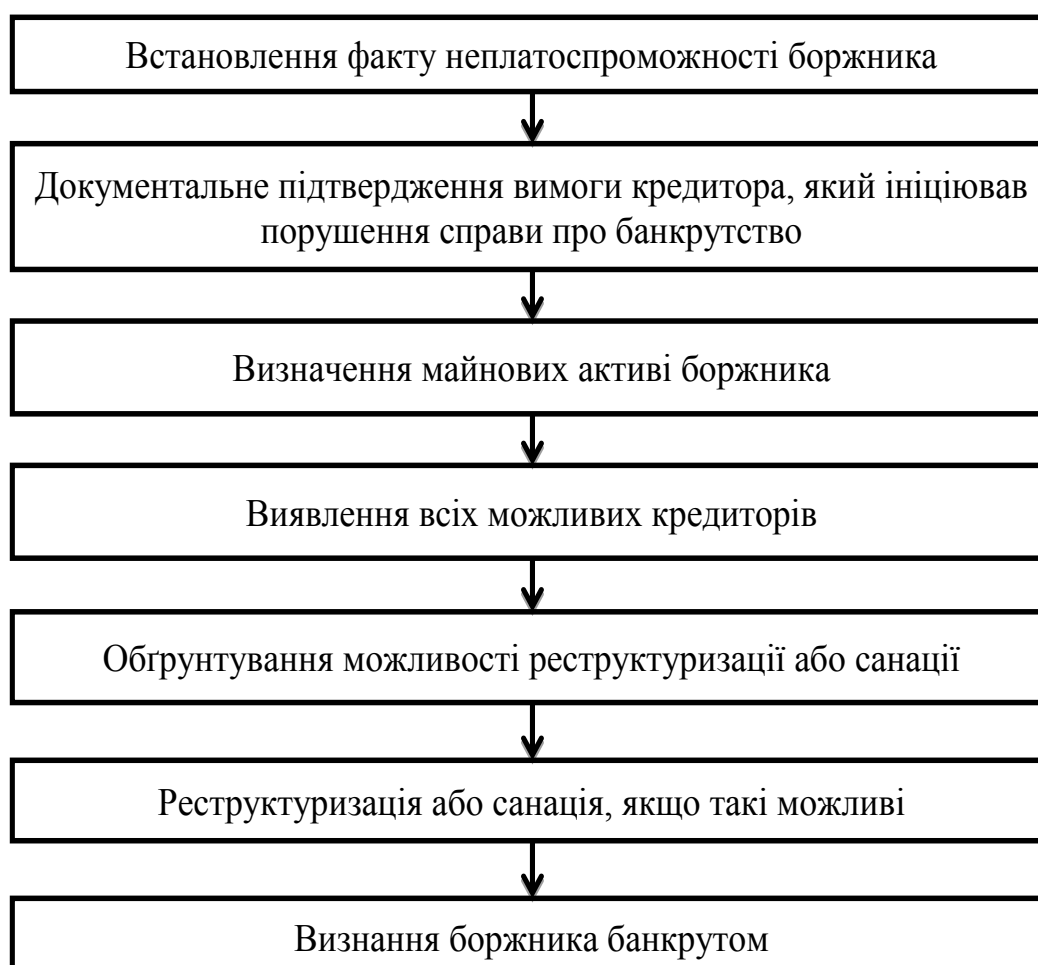 Встановлення факту неплатоспроможності боржника
Документальне підтвердження вимоги кредитора, який ініціював
порушення справи про банкрутство
Визначення майнових активі боржника
Виявлення всіх можливих кредиторів
Обґрунтування можливості реструктуризації або санації
Реструктуризація або санація, якщо такі можливі
Визнання боржника банкрутом